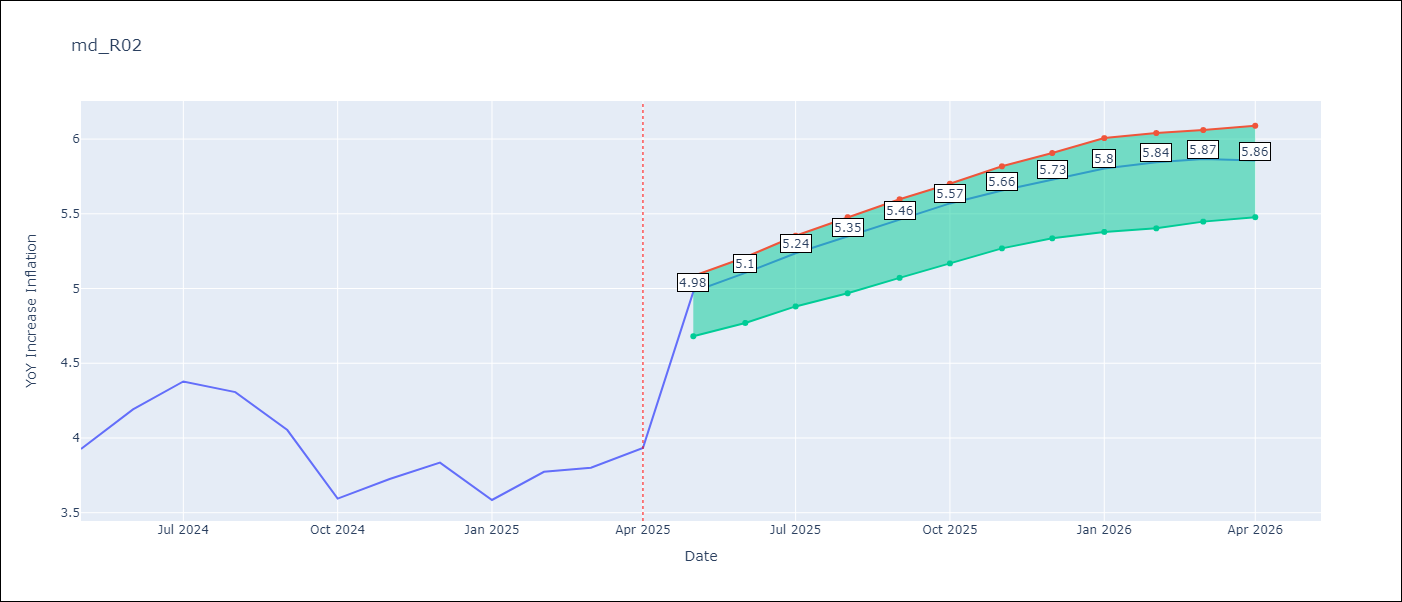 md_R02
YoY Increase Inflation
6
5.5
5
4.5
4
3.5
4.98
5.1
5.24
5.35
5.46
5.57
5.66
5.73
5.8
5.84
5.87
5.86
Jul 2024
Oct 2024
Jan 2025
Apr 2025
Jul 2025
Oct 2025
Jan 2026
Apr 2026
Date